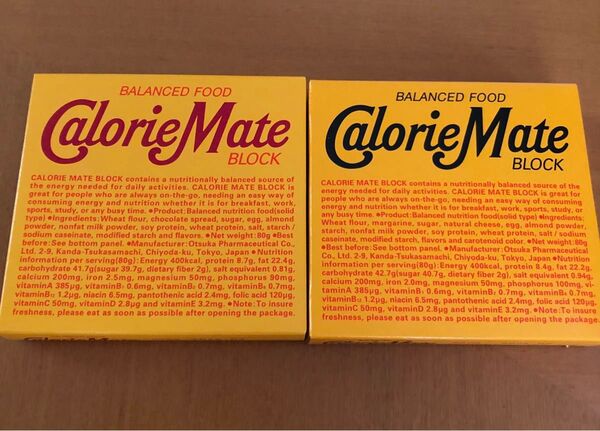 BALANCED FOOD
CalorieMate
BLOCK
CALORIE MATE BLOCK contains a nutritionally balanced source of
the energy needed for daily activities. CALORIE MATE BLOCK is
great for people who are always on-the-go, needing an easy way of
consuming energy and nutrition whether it is for breakfast, work,
sports, study, or any busy time. ●Product:Balanced nutrition food(solid
type) ●Ingredients:Wheat flour, chocolate spread, sugar, egg, almond
powder, nonfat milk powder, soy protein, wheat protein, salt, starch/
sodium caseinate, modified starch and flavors. ●Net weight:80g ●Best
before:See bottom panel. ●Manufacturer:Otsuka Pharmaceutical Co.,
Ltd. 2-9, Kanda-Tsukasamachi, Chiyoda-ku, Tokyo, Japan ●Nutrition
information per serving(80g):Energy 400kcal, protein 8.7g, fat 22.4g,
carbohydrate 41.7g(sugar 39.7g, dietary fiber 2g), salt equivalent 0.81g,
calcium 200mg, iron 2.5mg, magnesium 50mg, phosphorus 90mg,
vitaminA 385μg, vitaminB₁ 0.6mg, vitaminB₂ 0.7mg, vitaminB₆ 0.7mg,
vitaminB₁₂ 1.2μg, niacin 6.5mg, pantothenic acid 2.4mg, folic acid 120μg,
vitaminC 50mg, vitaminD 2.8μg and vitaminE 3.2mg. ●Note:To insure
freshness, please eat as soon as possible after opening the package.
BALANCED FOOD
CalorieMate
BLOCK
CALORIE MATE BLOCK contains a nutritionally balanced source of
the energy needed for daily activities. CALORIE MATE BLOCK is great for
people who are always on-the-go, needing an easy way of consuming
energy and nutrition whether it is for breakfast, work, sports, study, or
any busy time. ●Product:Balanced nutrition food(solid type) ●Ingredients:
Wheat flour, margarine, sugar, natural cheese, egg, almond
powder, starch, nonfat milk powder, soy protein, wheat protein, salt / sodium
caseinate, modified starch, flavors and carotenoid color. ●Net weight:80g
●Best before:See bottom panel. ●Manufacturer:Otsuka Pharmaceutical
Co., Ltd. 2-9, Kanda-Tsukasamachi, Chiyoda-ku, Tokyo, Japan ●Nutrition
information per serving(80g):Energy 400kcal, protein 8.4g, fat 22.2g,
carbohydrate 42.7g(sugar 40.7g, dietary fiber 2g), salt equivalent 0.94g,
calcium 200mg, iron 2.0mg, magnesium 50mg, phosphorus 100mg, vi-
taminA 385μg, vitaminB₁ 0.6mg, vitaminB₂ 0.7mg, vitaminB₆ 0.7mg,
vitaminB₁₂ 1.2μg, niacin 6.5mg, pantothenic acid 2.4mg, folic acid 120μg,
vitaminC 50mg, vitaminD 2.8μg and vitaminE 3.2mg. ●Note:To insure
freshness, please eat as soon as possible after opening the package.